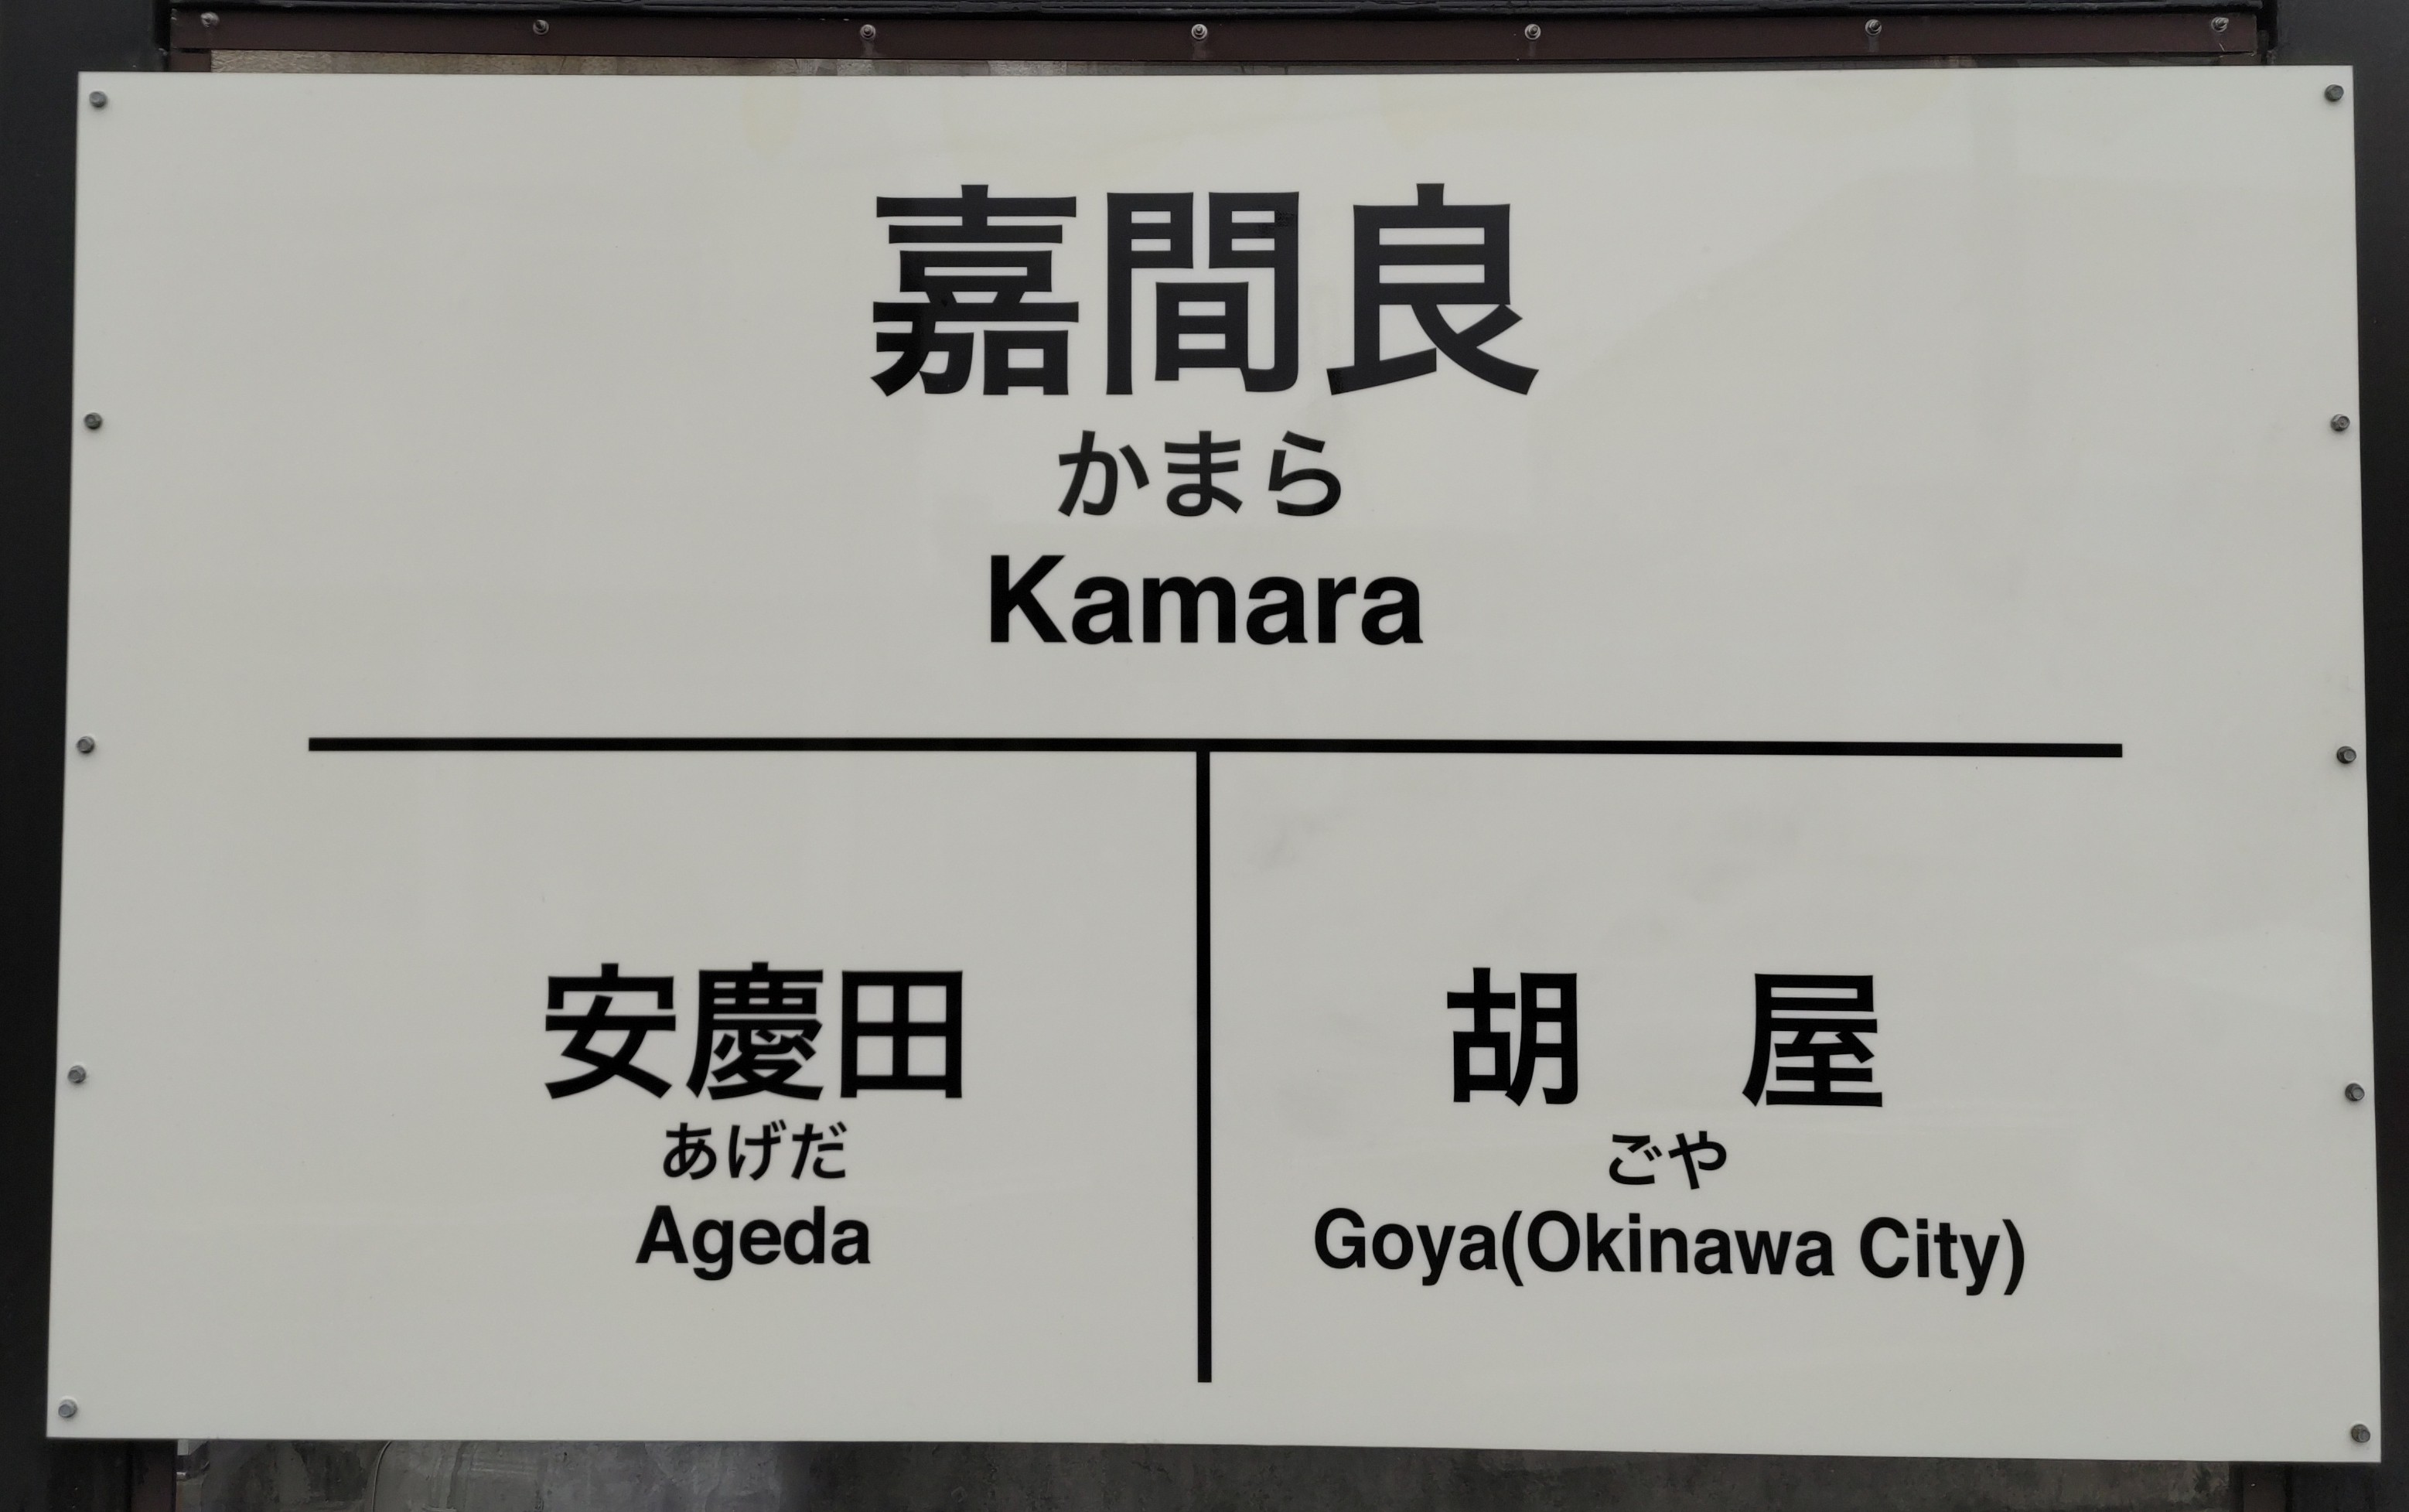 嘉間良
かまら
Kamara
安慶田
あげだ
Ageda
胡　屋
ごや
Goya(Okinawa City)